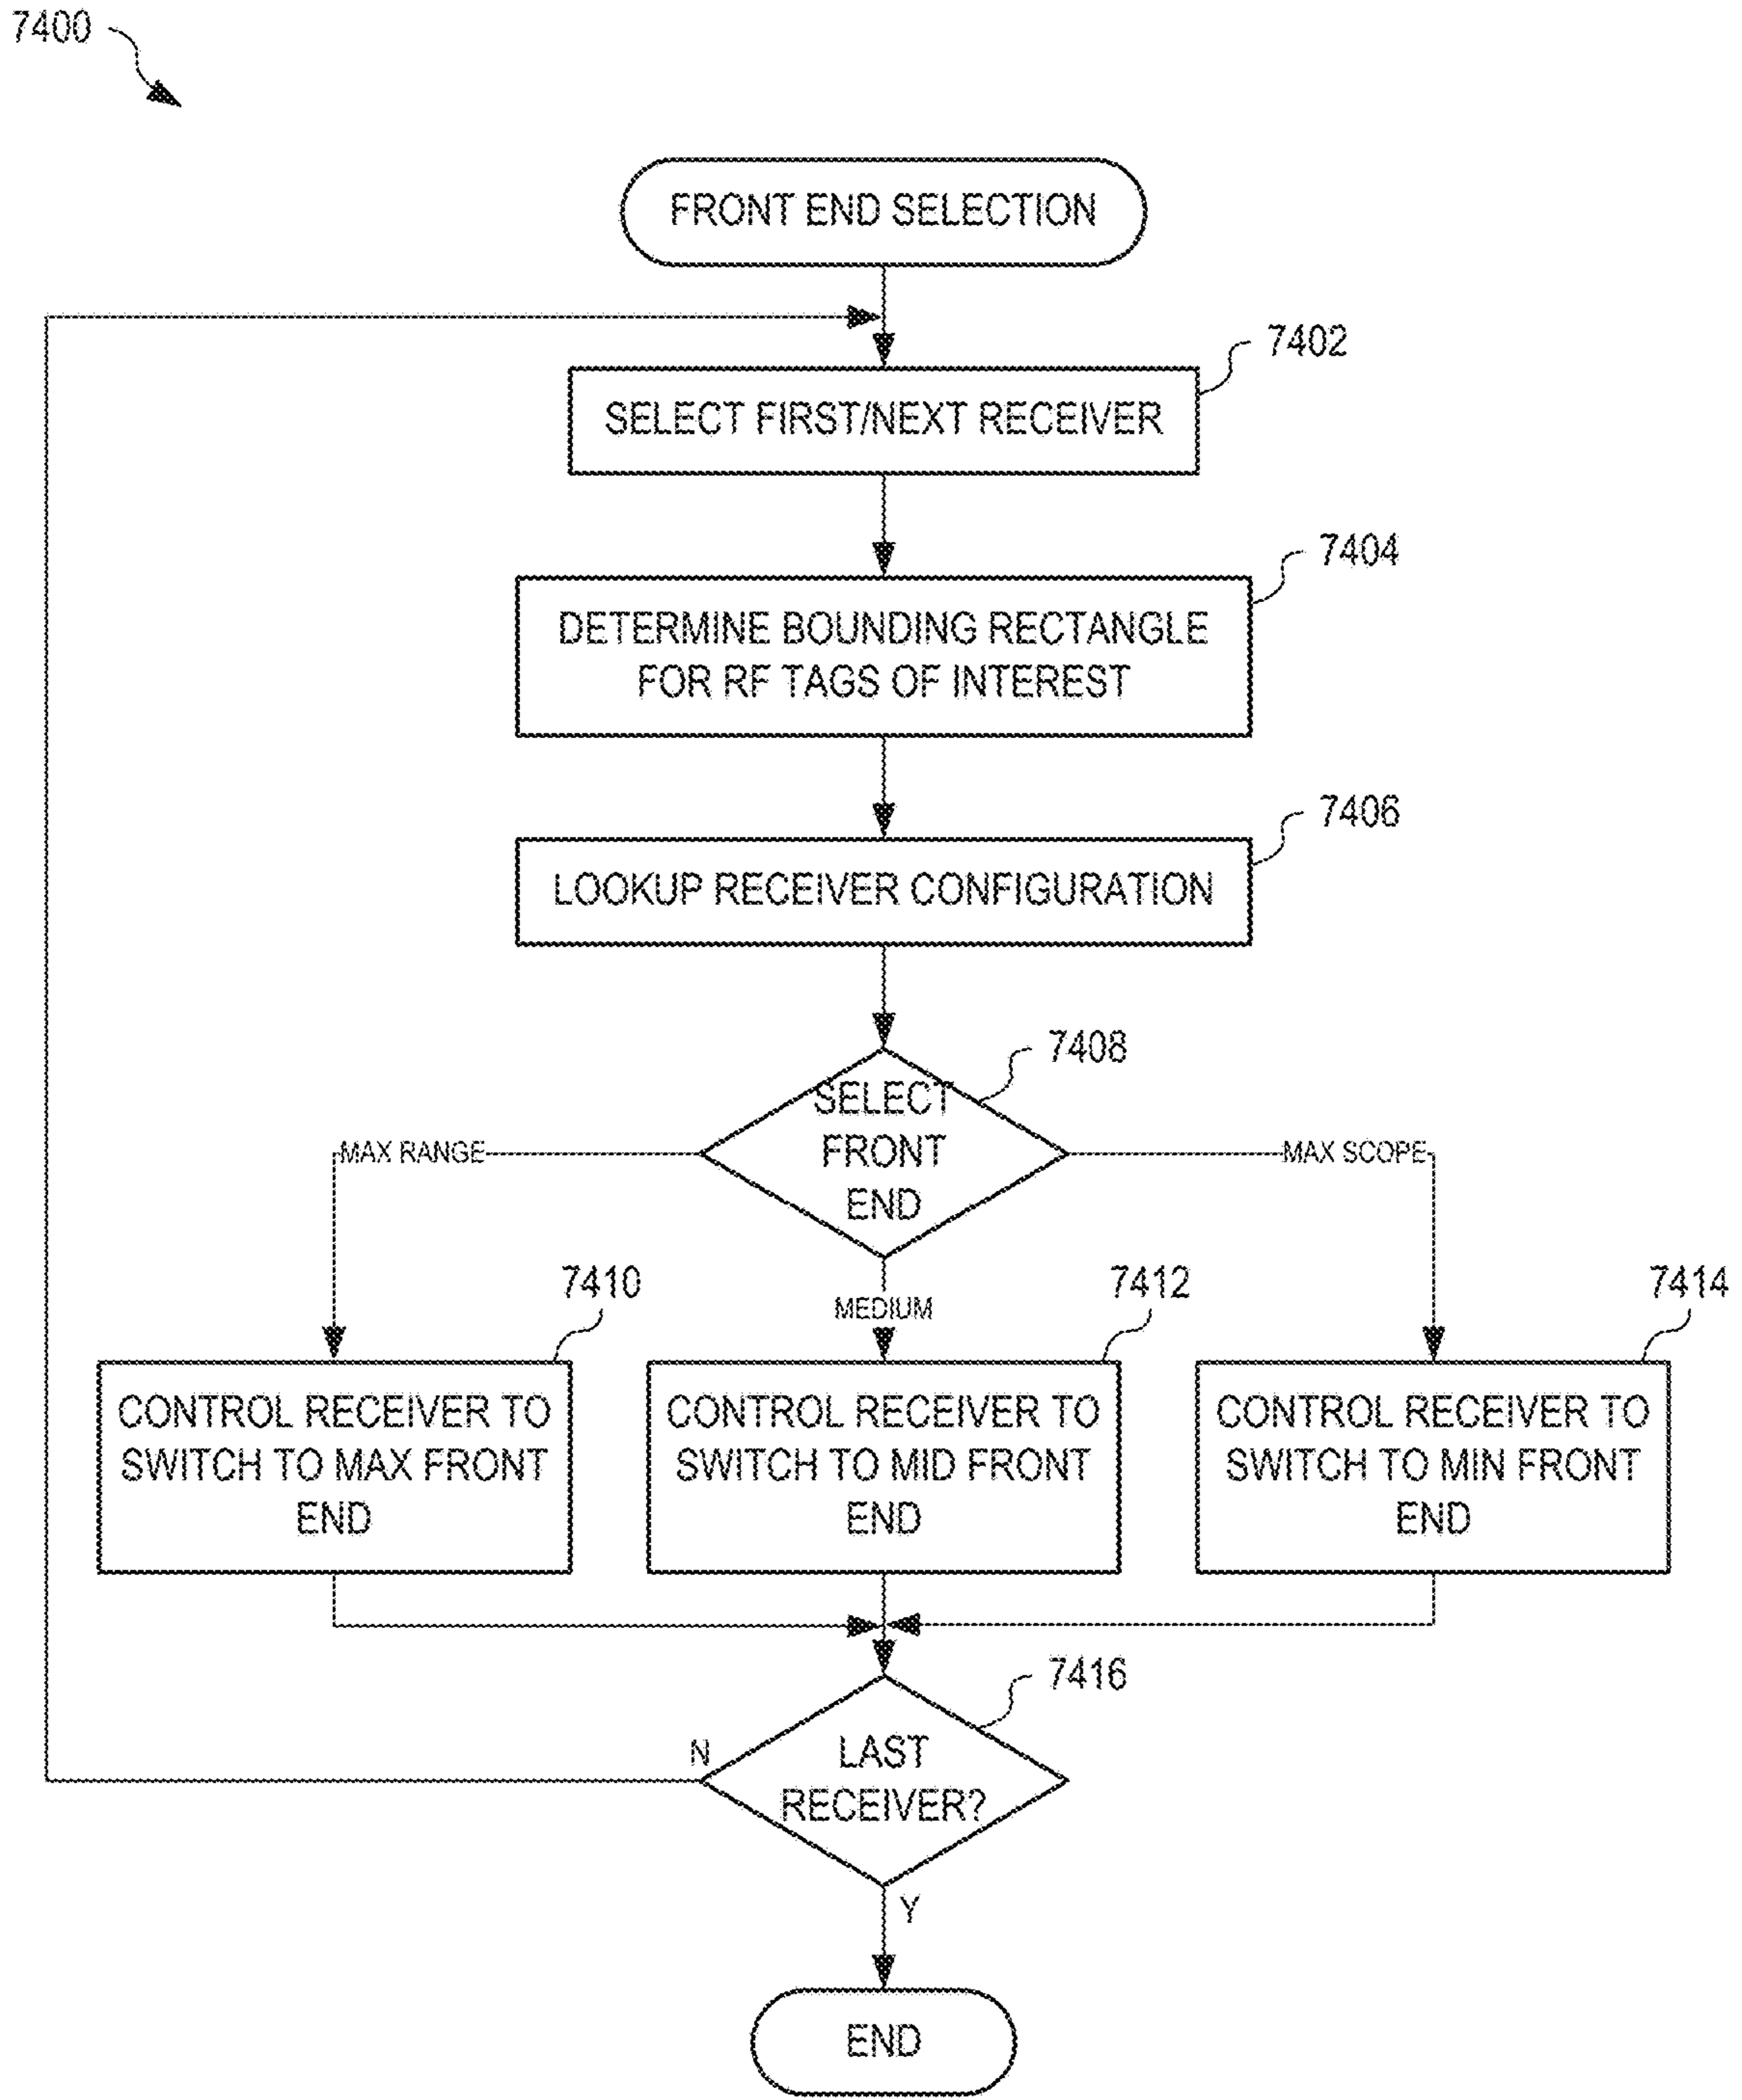 7400
FRONT END SELECTION
7402
SELECT FIRST/NEXT RECEIVER
7404
DETERMINE BOUNDING RECTANGLE
FOR RF TAGS OF INTEREST
7406
LOOKUP RECEIVER CONFIGURATION
7408
SELECT
FRONT
END
MAX RANGE
MAX SCOPE
MEDIUM
7410
7412
7414
CONTROL RECEIVER TO
SWITCH TO MAX FRONT
END
CONTROL RECEIVER TO
SWITCH TO MID FRONT
END
CONTROL RECEIVER TO
SWITCH TO MIN FRONT
END
7416
N
LAST
RECEIVER?
Y
END